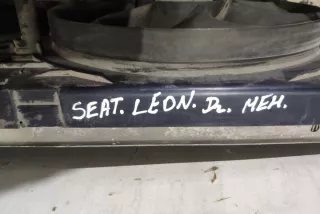 SEAT. LEON. Dz. MEH.